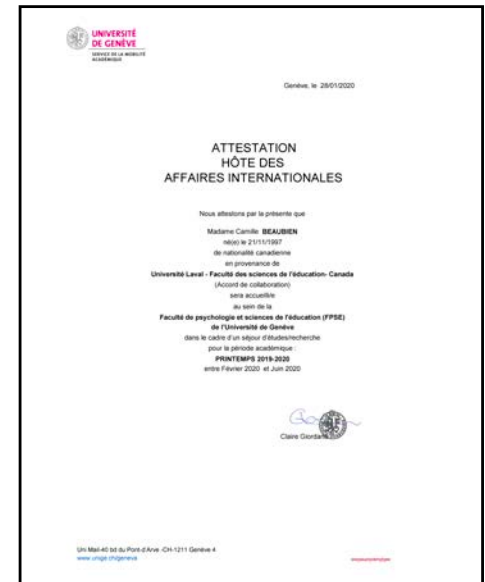 UNIVERSITÉ
DE GENÈVE
SERVICE DE LA MOBILITÉ
ACADÉMIQUE
Genève, le 28/01/2020
ATTESTATION
HÔTE DES
AFFAIRES INTERNATIONALES
Nous attestons par la présente que
Madame Camille BEAUBIEN
né(e) le 21/11/1997
de nationalité canadienne
en provenance de
Université Laval - Faculté des sciences de l'éducation- Canada
(Accord de collaboration)
sera accueilli/e
au sein de la
Faculté de psychologie et sciences de l'éducation (FPSE)
de l'Université de Genève
dans le cadre d'un séjour d'études/recherche
pour la période académique :
PRINTEMPS 2019-2020
entre Février 2020 et Juin 2020
Claire Giordano
Uni Mail-40 bd du Pont-d'Arve -CH-1211 Genève 4
www.unige.ch/geneve